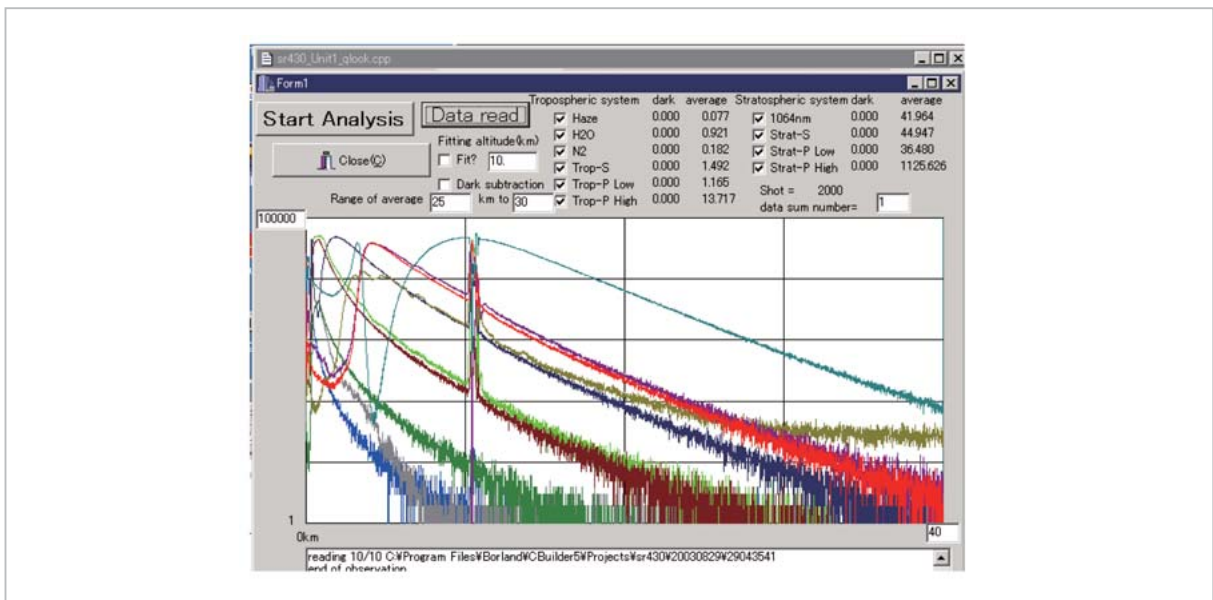 sr430_Unit1_qlook.cpp
Form1
Start Analysis
Data read
Close(C)
Fitting altitude(km)
Fit? 10.
Dark subtraction
Range of average 25 km to 30
Tropospheric system dark average
Haze 0.000 0.077
H2O 0.000 0.921
N2 0.000 0.182
Trop-S 0.000 1.492
Trop-P Low 0.000 1.165
Trop-P High 0.000 13.717
Stratospheric system dark average
1064nm 0.000 41.964
Strat-S 0.000 44.947
Strat-P Low 0.000 36.480
Strat-P High 0.000 1125.626
Shot = 2000
data sum number= 1
100000
1
0km
40
reading 10/10 C:¥Program Files¥Borland¥CBuilder5¥Projects¥sr430¥20030829¥29043541
end of observation